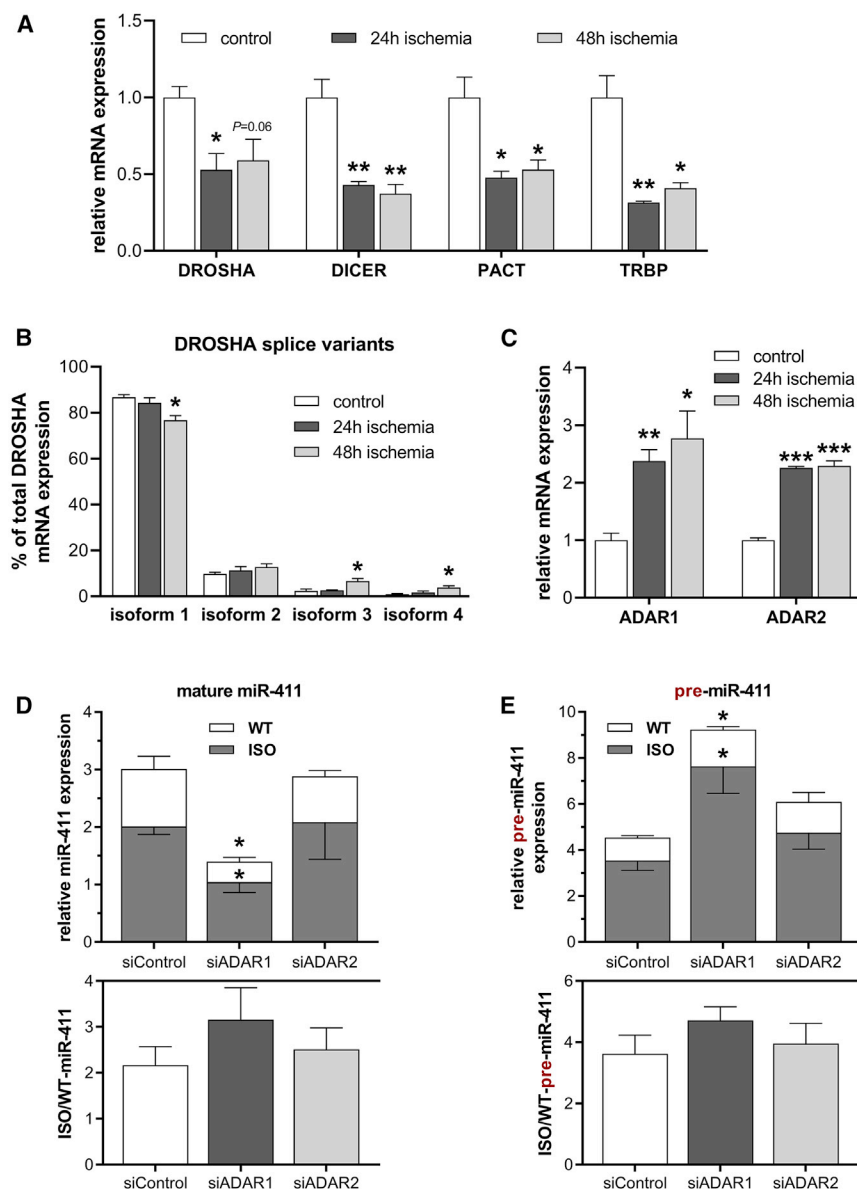 A
relative mRNA expression
1.5
1.0
0.5
0.0
control
24h ischemia
48h ischemia
*
P=0.06
**
**
*
*
**
*
DROSHA
DICER
PACT
TRBP
B
DROSHA splice variants
% of total DROSHA
mRNA expression
100
80
60
40
20
0
control
24h ischemia
48h ischemia
*
*
*
isoform 1
isoform 2
isoform 3
isoform 4
C
relative mRNA expression
4
3
2
1
0
control
24h ischemia
48h ischemia
**
*
***
***
ADAR1
ADAR2
D
mature miR-411
relative miR-411 expression
4
3
2
1
0
WT
ISO
*
*
siControl
siADAR1
siADAR2
ISO/WT-miR-411
4
3
2
1
0
siControl
siADAR1
siADAR2
E
pre-miR-411
relative pre-miR-411
expression
10
8
6
4
2
0
WT
ISO
*
*
siControl
siADAR1
siADAR2
ISO/WT-pre-miR-411
6
4
2
0
siControl
siADAR1
siADAR2